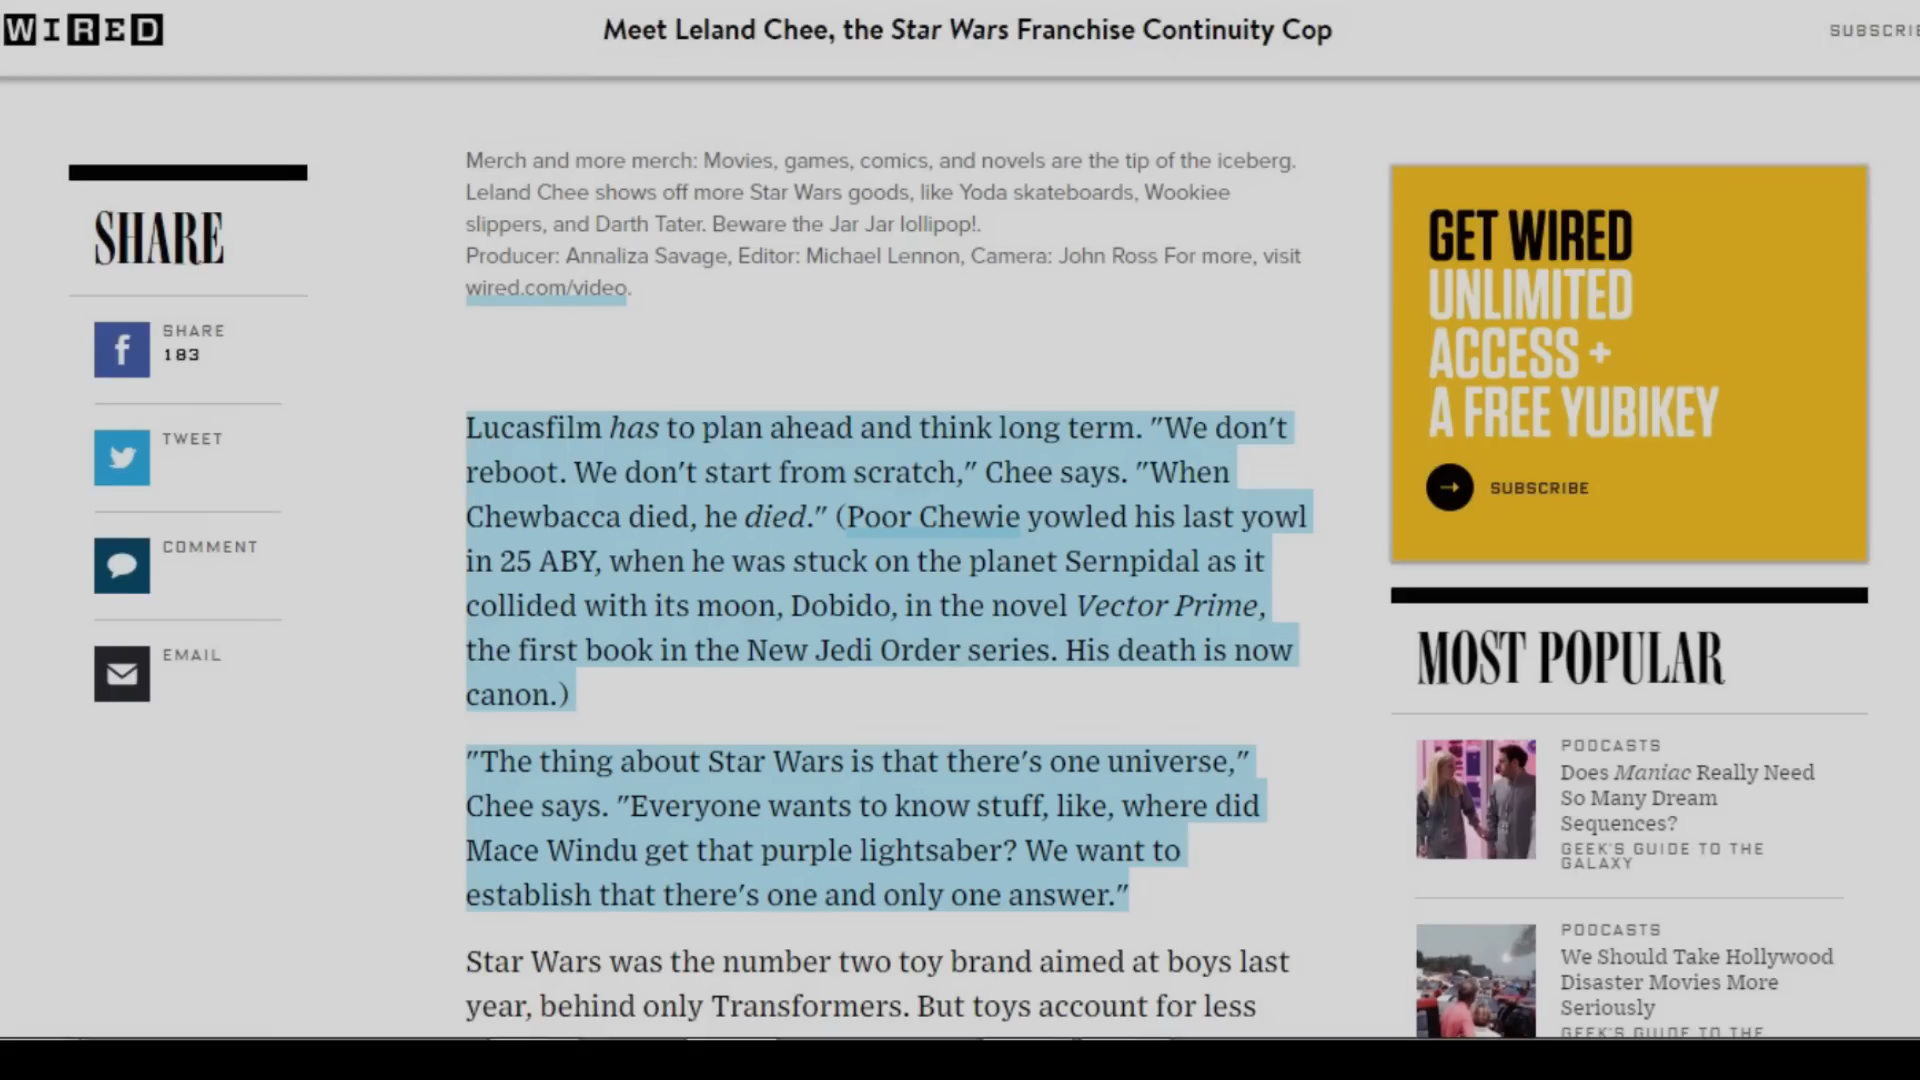 WIRED
Meet Leland Chee, the Star Wars Franchise Continuity Cop
SUBSCRIBE
SHARE
SHARE
183
TWEET
COMMENT
EMAIL
Merch and more merch: Movies, games, comics, and novels are the tip of the iceberg.
Leland Chee shows off more Star Wars goods, like Yoda skateboards, Wookiee
slippers, and Darth Tater. Beware the Jar Jar lollipop!.
Producer: Annaliza Savage, Editor: Michael Lennon, Camera: John Ross For more, visit
wired.com/video.
Lucasfilm has to plan ahead and think long term. "We don't
reboot. We don't start from scratch," Chee says. "When
Chewbacca died, he died." (Poor Chewie yowled his last yowl
in 25 ABY, when he was stuck on the planet Sernpidal as it
collided with its moon, Dobido, in the novel Vector Prime,
the first book in the New Jedi Order series. His death is now
canon.)
"The thing about Star Wars is that there's one universe,"
Chee says. "Everyone wants to know stuff, like, where did
Mace Windu get that purple lightsaber? We want to
establish that there's one and only one answer."
Star Wars was the number two toy brand aimed at boys last
year, behind only Transformers. But toys account for less
GET WIRED
UNLIMITED
ACCESS +
A FREE YUBIKEY
SUBSCRIBE
MOST POPULAR
PODCASTS
Does Maniac Really Need
So Many Dream
Sequences?
GEEK'S GUIDE TO THE
GALAXY
PODCASTS
We Should Take Hollywood
Disaster Movies More
Seriously
GEEK'S GUIDE TO THE